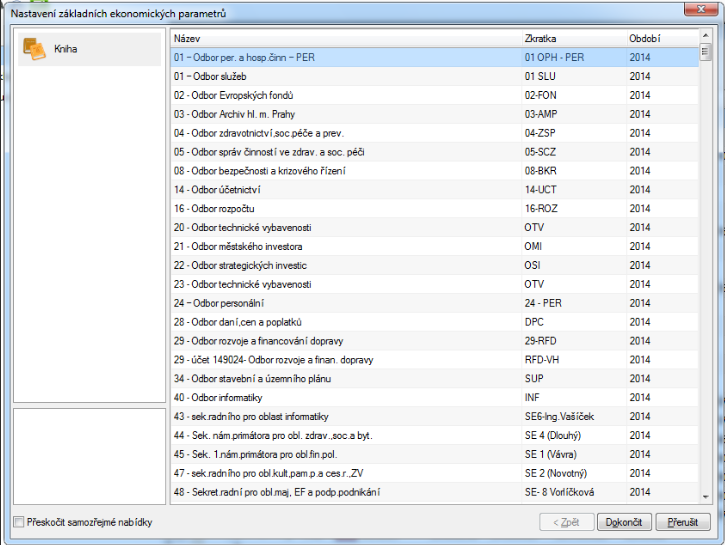 Nastavení základních ekonomických parametrů
Kniha
Název Zkratka Období
01 - Odbor per. a hosp.činn - PER 01 OPH - PER 2014
01 - Odbor služeb 01 SLU 2014
02 - Odbor Evropských fondů 02-FON 2014
03 - Odbor Archiv hl. m. Prahy 03-AMP 2014
04 - Odbor zdravotnictví,soc.péče a prev. 04-ZSP 2014
05 - Odbor správ činností ve zdrav. a soc. péči 05-SCZ 2014
08 - Odbor bezpečnosti a krizového řízení 08-BKR 2014
14 - Odbor účetnictví 14-UCT 2014
16 - Odbor rozpočtu 16-ROZ 2014
20 - Odbor technické vybavenosti OTV 2014
21 - Odbor městského investora OMI 2014
22 - Odbor strategických investic OSI 2014
23 - Odbor technické vybavenosti OTV 2014
24 - Odbor personální 24 - PER 2014
28 - Odbor daní,cen a poplatků DPC 2014
29 - Odbor rozvoje a financování dopravy 29-RFD 2014
29 - účet 149024- Odbor rozvoje a finan. dopravy RFD-VH 2014
34 - Odbor stavební a územního plánu SUP 2014
40 - Odbor informatiky INF 2014
43 - sek.radního pro oblast informatiky SE6-Ing.Vašíček 2014
44 - Sek. nám.primátora pro obl. zdrav.,soc.a byt. SE 4 (Dlouhý) 2014
45 - Sek. 1.nám.primátora pro obl.fin.pol. SE 1 (Vávra) 2014
47 - sek.radního pro obl.kult,pam.p.a ces.r.,ZV SE 2 (Novotný) 2014
48 - Sekret.radní pro obl.maj, EF a podp.podnikání SE- 8 Vorlíčková 2014
Přeskočit samozřejmé nabídky
< Zpět Dokončit Přerušit